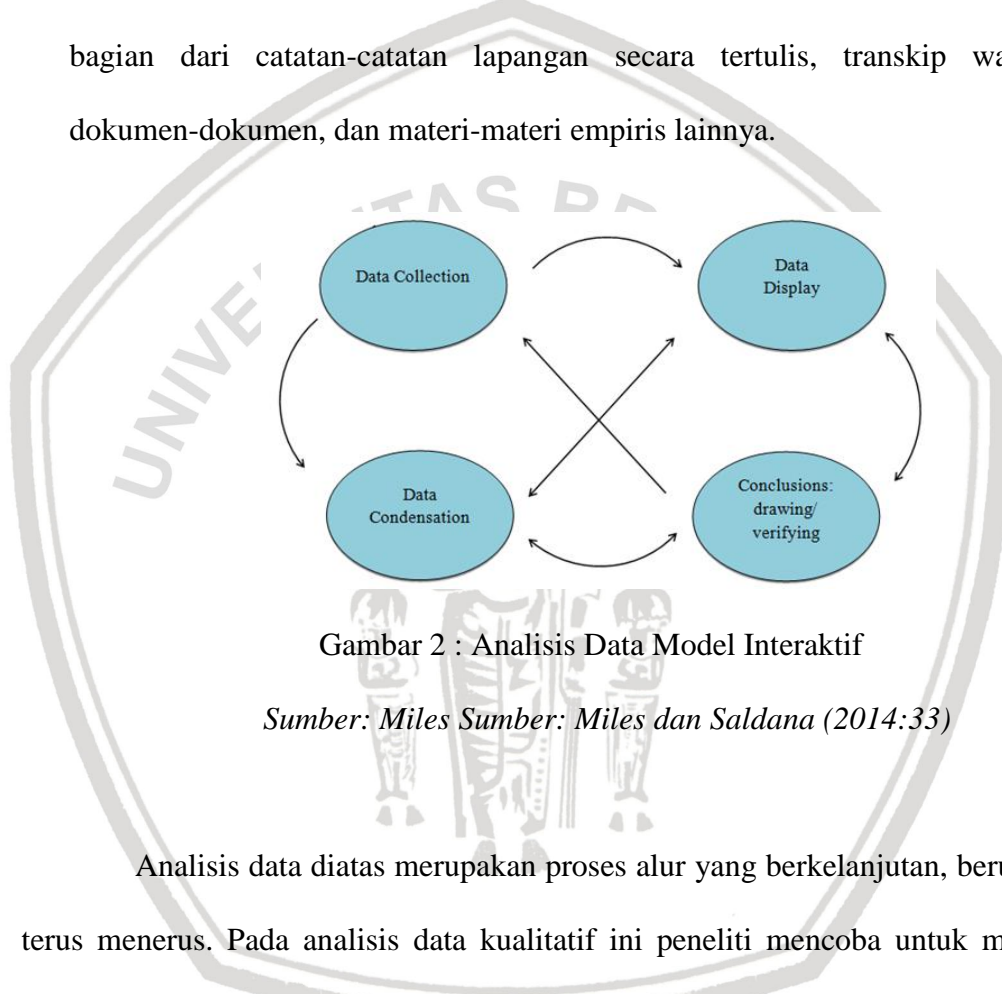 bagian dari catatan-catatan lapangan secara tertulis, transkip
dokumen-dokumen, dan materi-materi empiris lainnya.
Data Collection
Data
Display
Data
Condensation
Conclusions:
drawing/
verifying
Gambar 2 : Analisis Data Model Interaktif
Sumber: Miles Sumber: Miles dan Saldana (2014:33)
Analisis data diatas merupakan proses alur yang berkelanjutan,
terus menerus. Pada analisis data kualitatif ini peneliti mencoba untuk